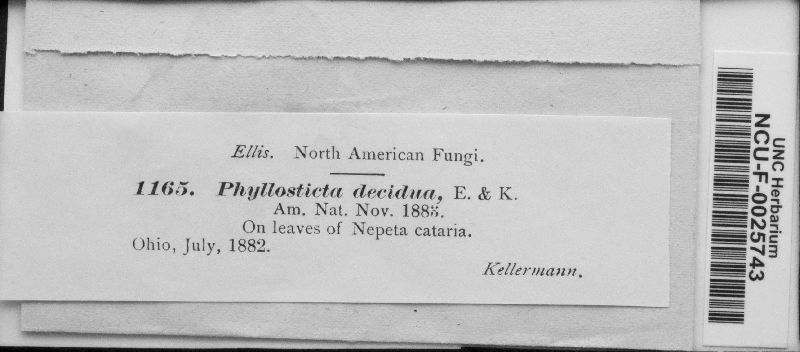 Ellis. North American Fungi.
1165. Phyllosticta decidua, E. & K.
Am. Nat. Nov. 1883.
On leaves of Nepeta cataria.
Ohio, July, 1882.
Kellermann.
UNC Herbarium
NCU-F-0025743